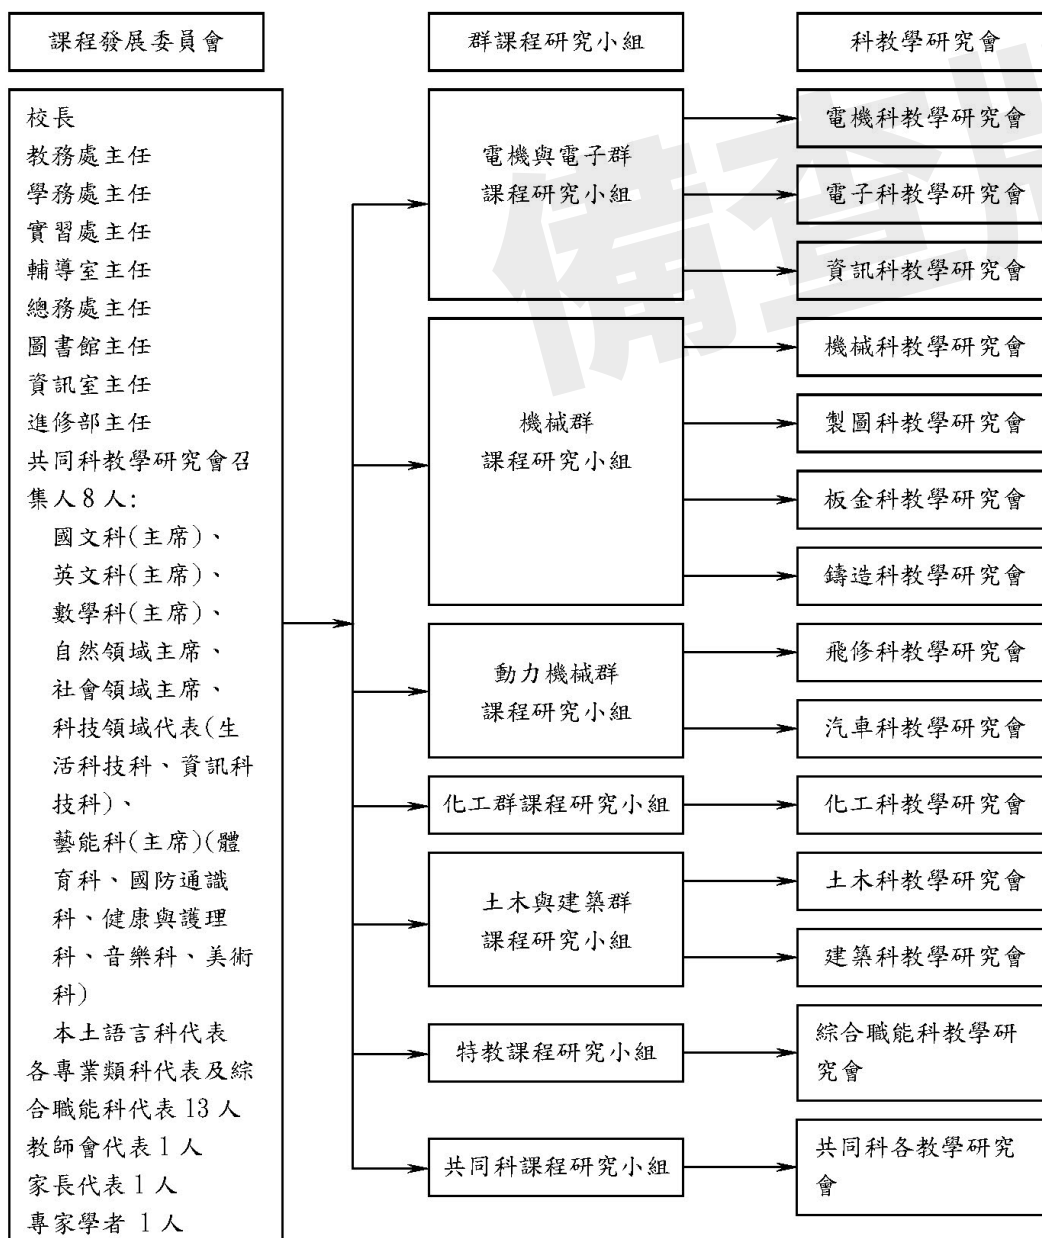 課程發展委員會
群課程研究小組
科教學研究會
校長
教務處主任
學務處主任
實習處主任
輔導室主任
總務處主任
圖書館主任
資訊室主任
進修部主任
共同科教學研究會召
集人8人:
國文科(主席)、
英文科(主席)、
數學科(主席)、
自然領域主席、
社會領域主席、
科技領域代表(生
活科技科、資訊科
技科)、
藝能科(主席)(體
育科、國防通識
科、健康與護理
科、音樂科、美術
科)
本土語言科代表
各專業類科代表及綜
合職能科代表13人
教師會代表1人
家長代表1人
專家學者 1人
電機與電子群
課程研究小組
機械群
課程研究小組
動力機械群
課程研究小組
化工群課程研究小組
土木與建築群
課程研究小組
特教課程研究小組
共同科課程研究小組
電機科教學研究會
電子科教學研究會
資訊科教學研究會
機械科教學研究會
製圖科教學研究會
板金科教學研究會
鑄造科教學研究會
飛修科教學研究會
汽車科教學研究會
化工科教學研究會
土木科教學研究會
建築科教學研究會
綜合職能科教學研
究會
共同科各教學研究
會
備查